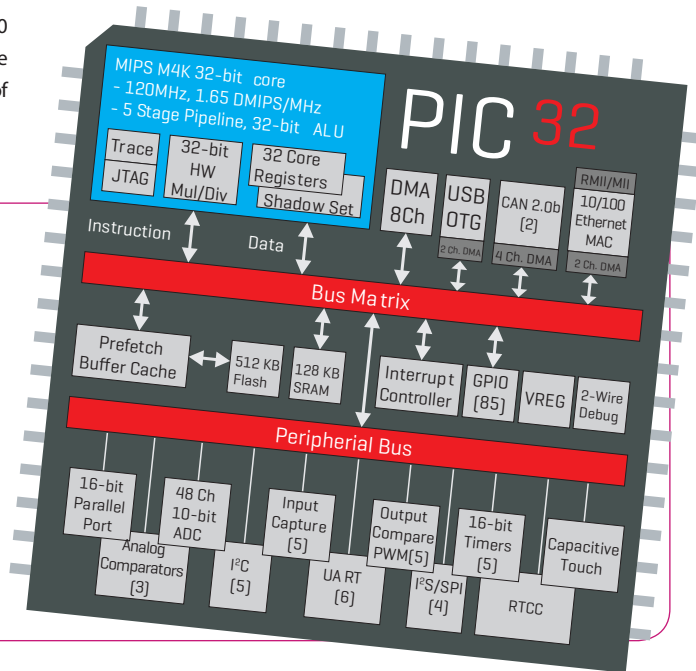 0
e
of
MIPS M4K 32-bit core
- 120MHz, 1.65 DMIPS/MHz
- 5 Stage Pipeline, 32-bit ALU
Trace
JTAG
32-bit
HW
Mul/Div
32 Core
Registers
Shadow Set
PIC 32
DMA
8Ch
USB
OTG
2 Ch. DMA
CAN 2.0b
(2)
4 Ch. DMA
RMII/MII
10/100
Ethernet
MAC
2 Ch. DMA
Instruction
Data
Bus Matrix
Prefetch
Buffer Cache
512 KB
Flash
128 KB
SRAM
Interrupt
Controller
GPIO
(85)
VREG
2-Wire
Debug
Peripherial Bus
16-bit
Parallel
Port
Analog
Comparators
(3)
48 Ch
10-bit
ADC
I²C
(5)
Input
Capture
(5)
UA RT
(6)
Output
Compare
PWM(5)
I²S/SPI
(4)
16-bit
Timers
(5)
RTCC
Capacitive
Touch